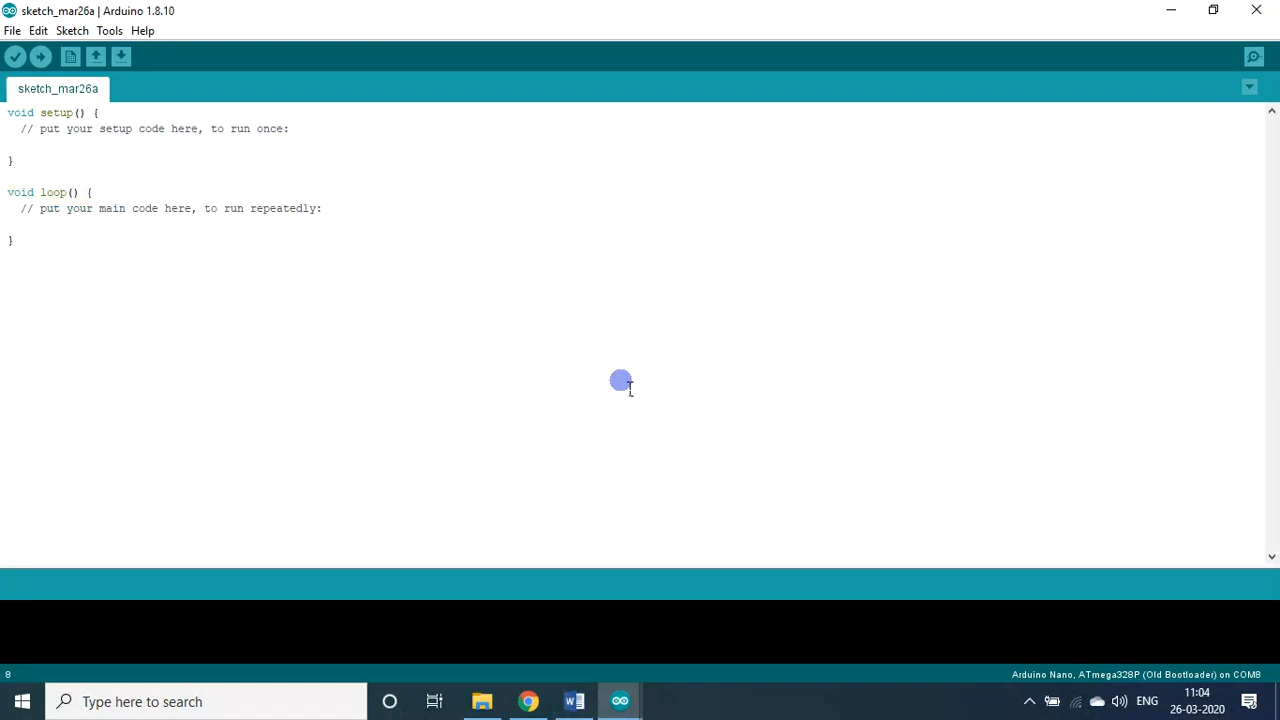 sketch_mar26a | Arduino 1.8.10
File Edit Sketch Tools Help
sketch_mar26a
void setup() {
// put your setup code here, to run once:
}
void loop() {
// put your main code here, to run repeatedly:
}
8
Arduino Nano, ATmega328P (Old Bootloader) on COM8
Type here to search
ENG
11:04
26-03-2020